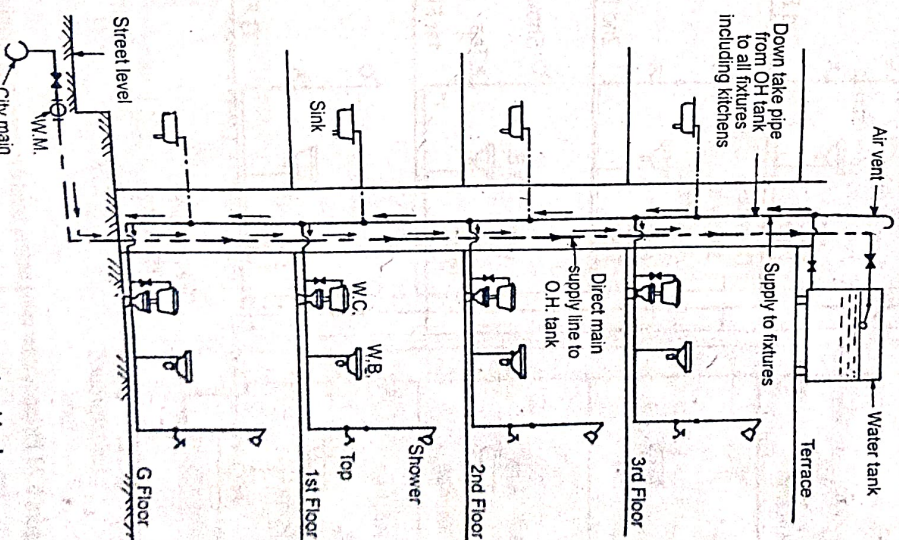 Air vent
Down take pipe
from OH tank
to all fixtures
including kitchens
Water tank
Supply to fixtures
Terrace
Direct main
supply line to
O.H. tank
3rd Floor
2nd Floor
Sink
W.C.
W.B.
Shower
Top
1st Floor
G Floor
Street level
W.M.
City main